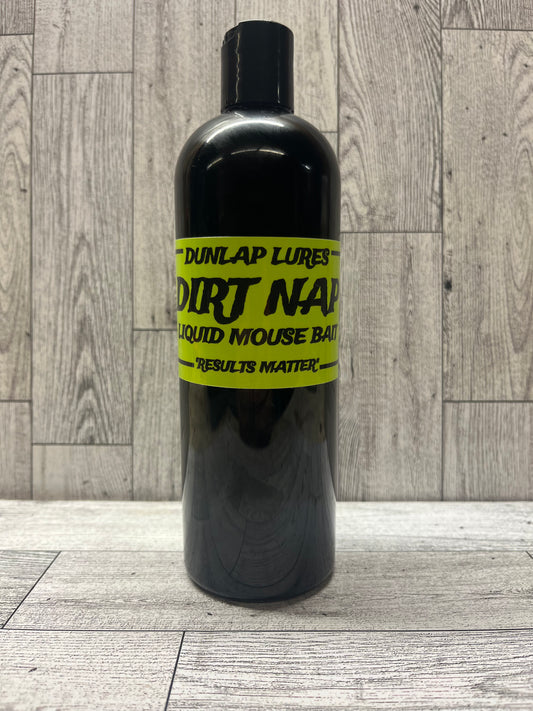 DUNLAP LURES
DIRT NAP
LIQUID MOUSE BAIT
"RESULTS MATTER"